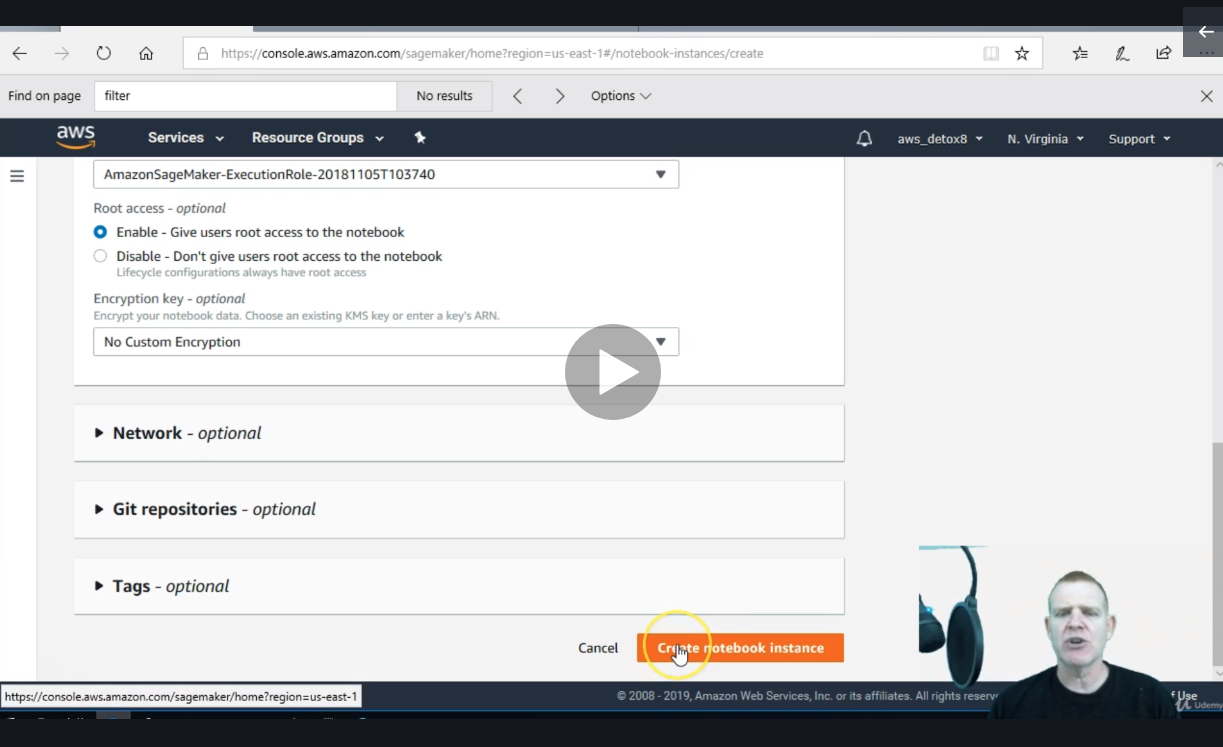 https://console.aws.amazon.com/sagemaker/home?region=us-east-1#/notebook-instances/create
Find on page filter No results Options
aws Services Resource Groups aws_detox8 N. Virginia Support
AmazonSageMaker-ExecutionRole-20181105T103740
Root access - optional
Enable - Give users root access to the notebook
Disable - Don't give users root access to the notebook
Lifecycle configurations always have root access
Encryption key - optional
Encrypt your notebook data. Choose an existing KMS key or enter a key's ARN.
No Custom Encryption
Network - optional
Git repositories - optional
Tags - optional
Cancel Create notebook instance
https://console.aws.amazon.com/sagemaker/home?region=us-east-1 © 2008 - 2019, Amazon Web Services, Inc. or its affiliates. All rights Use
Udemy